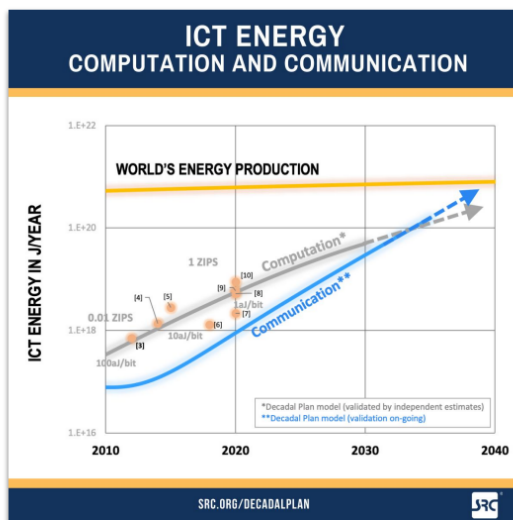 ICT ENERGY
COMPUTATION AND COMMUNICATION
1.E+22
WORLD'S ENERGY PRODUCTION
1.E+20
Computation*
1 ZIPS
[10]
[9]
[8]
[5]
[4]
1aJ/bit
Communication**
0.01 ZIPS
[7]
[6]
1.E+18
10aJ/bit
[3]
100aJ/bit
ICT ENERGY IN J/YEAR
*Decadal Plan model (validated by independent estimates)
**Decadal Plan model (validation on-going)
1.E+16
2010
2020
2030
2040
SRC.ORG/DECADALPLAN
SRC